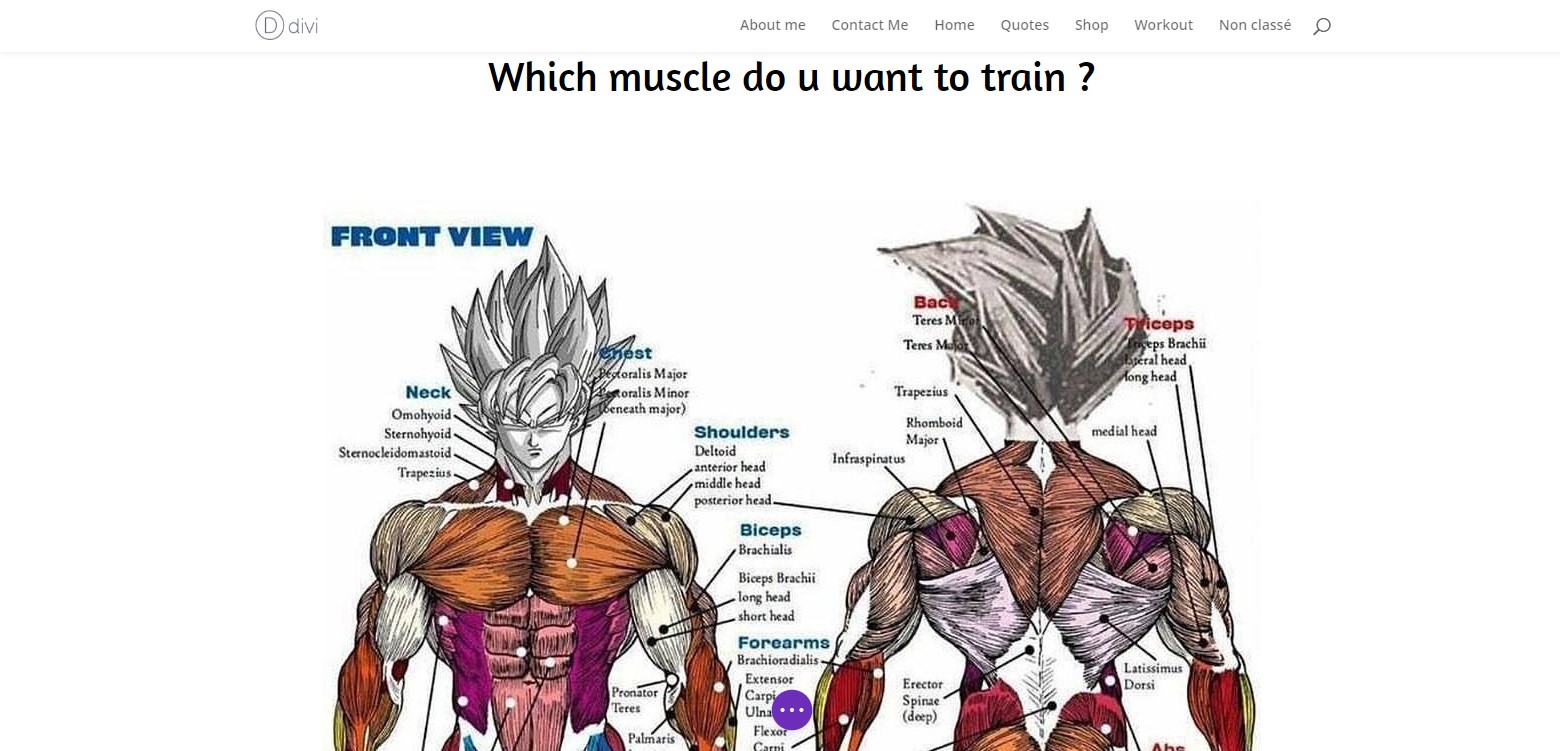 divi
About me Contact Me Home Quotes Shop Workout Non classé
Which muscle do u want to train ?
FRONT VIEW
Chest
Pectoralis Major
Pectoralis Minor
(beneath major)
Neck
Omohyoid
Sternohyoid
Sternocleidomastoid
Trapezius
Shoulders
Deltoid
anterior head
middle head
posterior head
Biceps
Brachialis
Biceps Brachii
long head
short head
Forearms
Brachioradialis
Extensor
Carpi
Ulna
Flexor
Carpi
Pronator
Teres
Palmaris
Back
Teres Minor
Teres Major
Trapezius
Rhomboid
Major
Infraspinatus
Triceps
Triceps Brachii
lateral head
long head
medial head
Latissimus
Dorsi
Erector
Spinae
(deep)
Abs